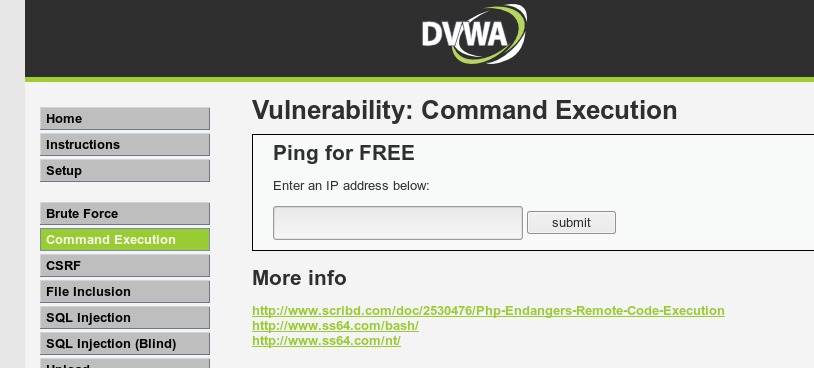 DVWA
Home
Instructions
Setup
Brute Force
Command Execution
CSRF
File Inclusion
SQL Injection
SQL Injection (Blind)
Upload
Vulnerability: Command Execution
Ping for FREE
Enter an IP address below:
submit
More info
http://www.scribd.com/doc/2530476/Php-Endangers-Remote-Code-Execution
http://www.ss64.com/bash/
http://www.ss64.com/nt/